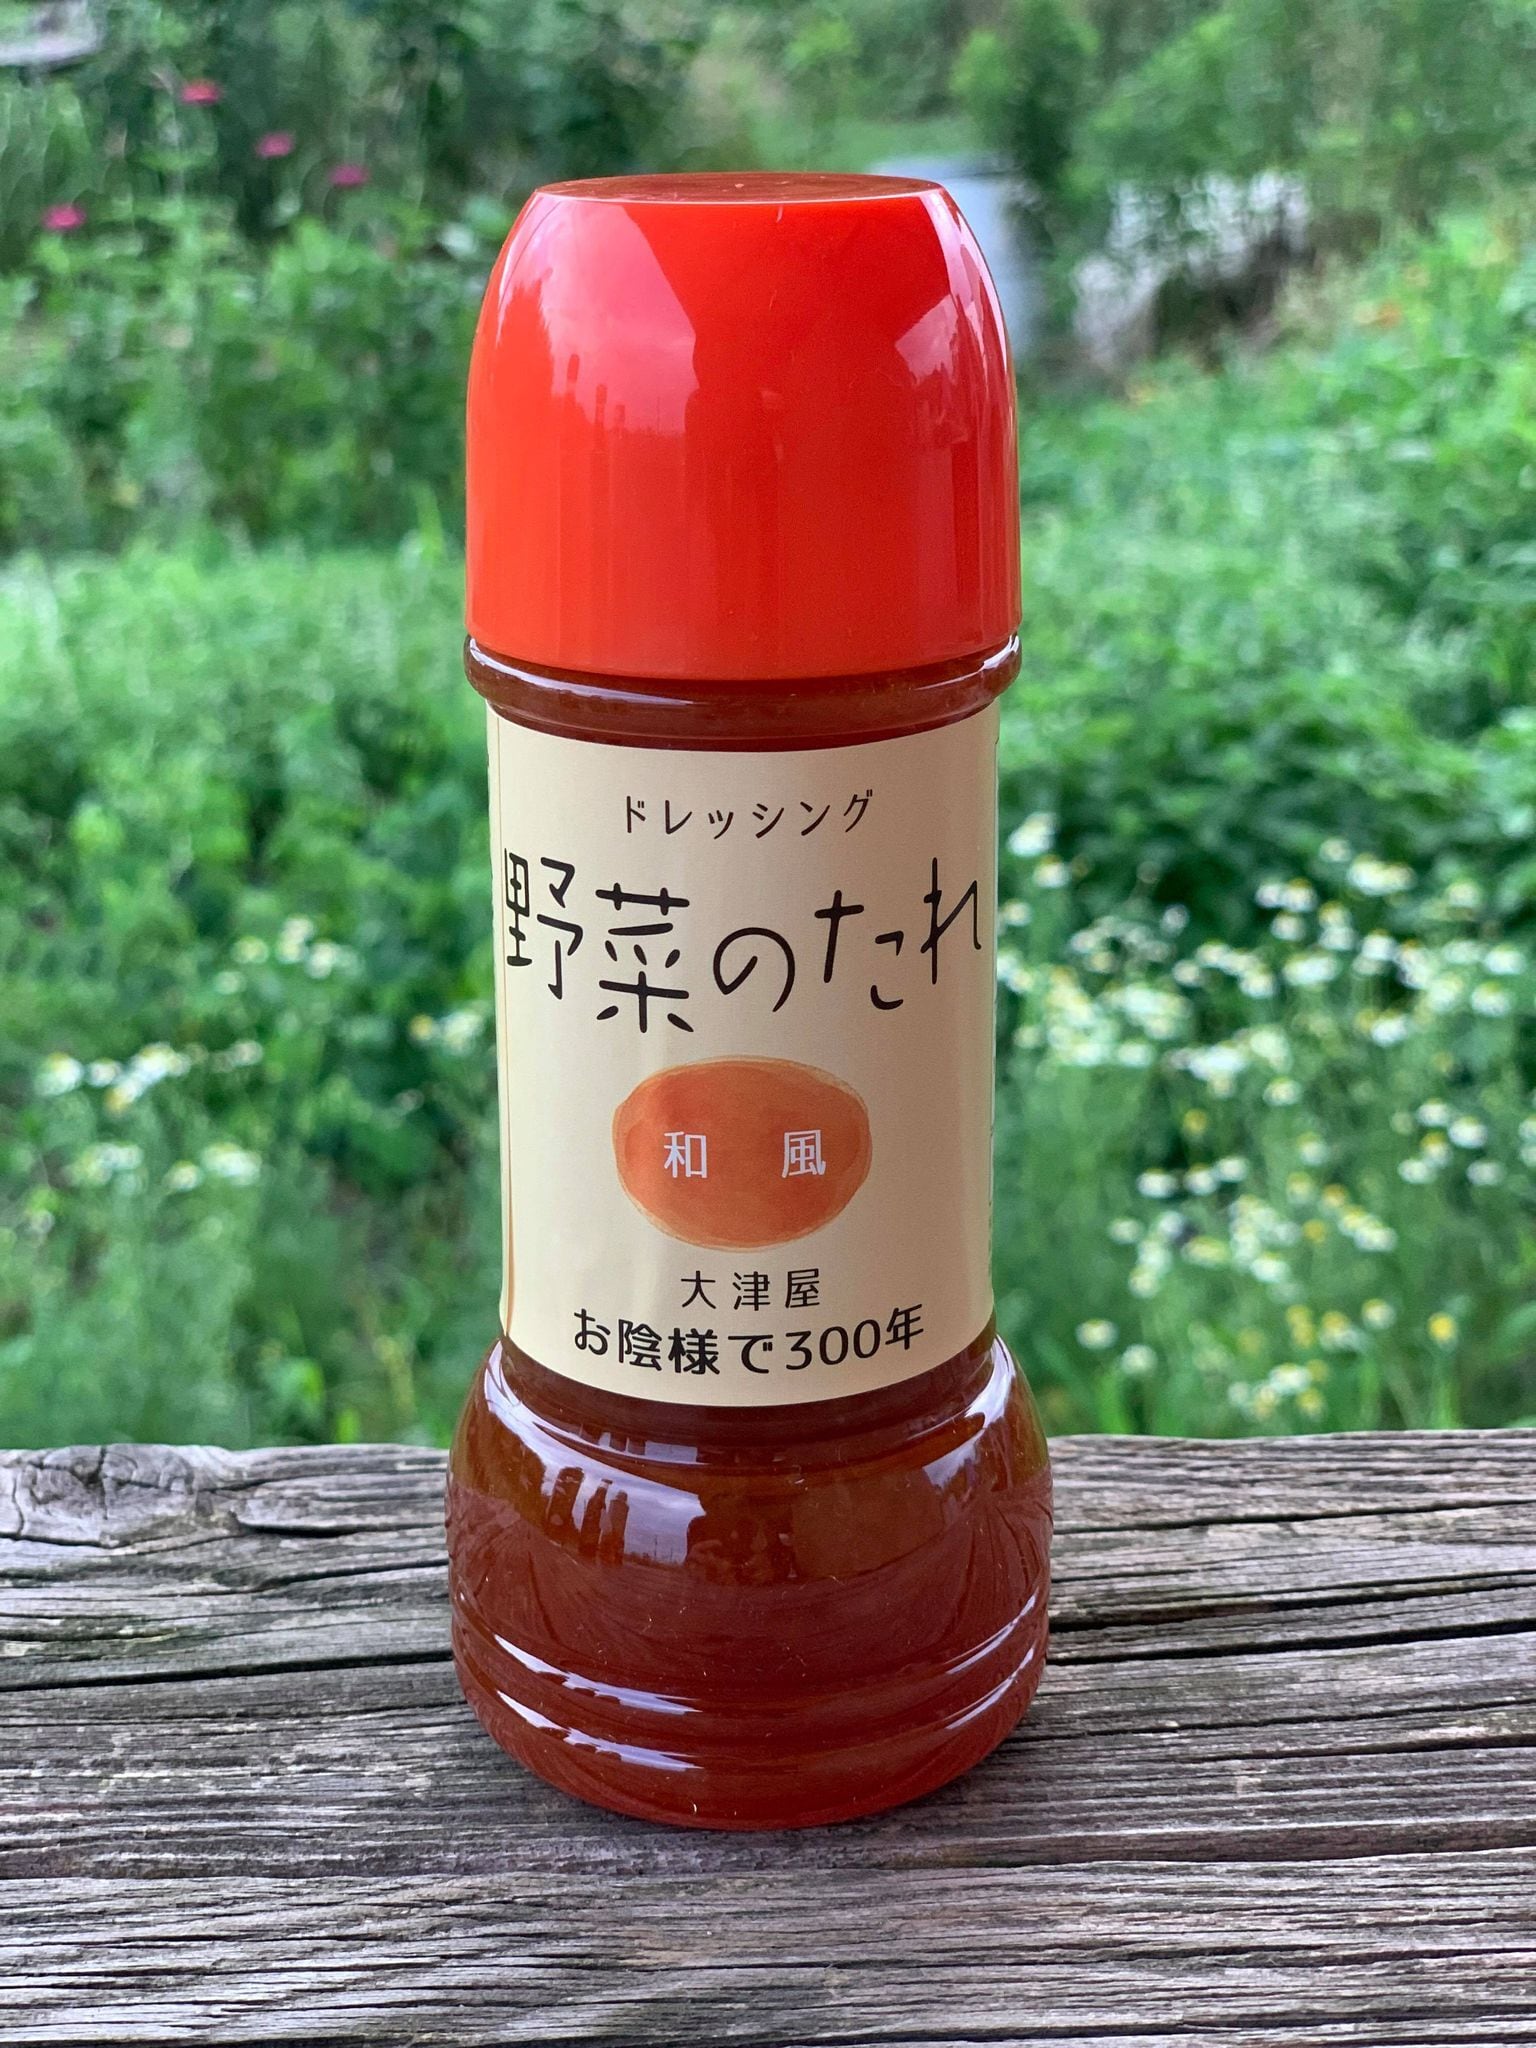 ドレッシング
野菜のたれ
和 風
大津屋
お陰様で300年